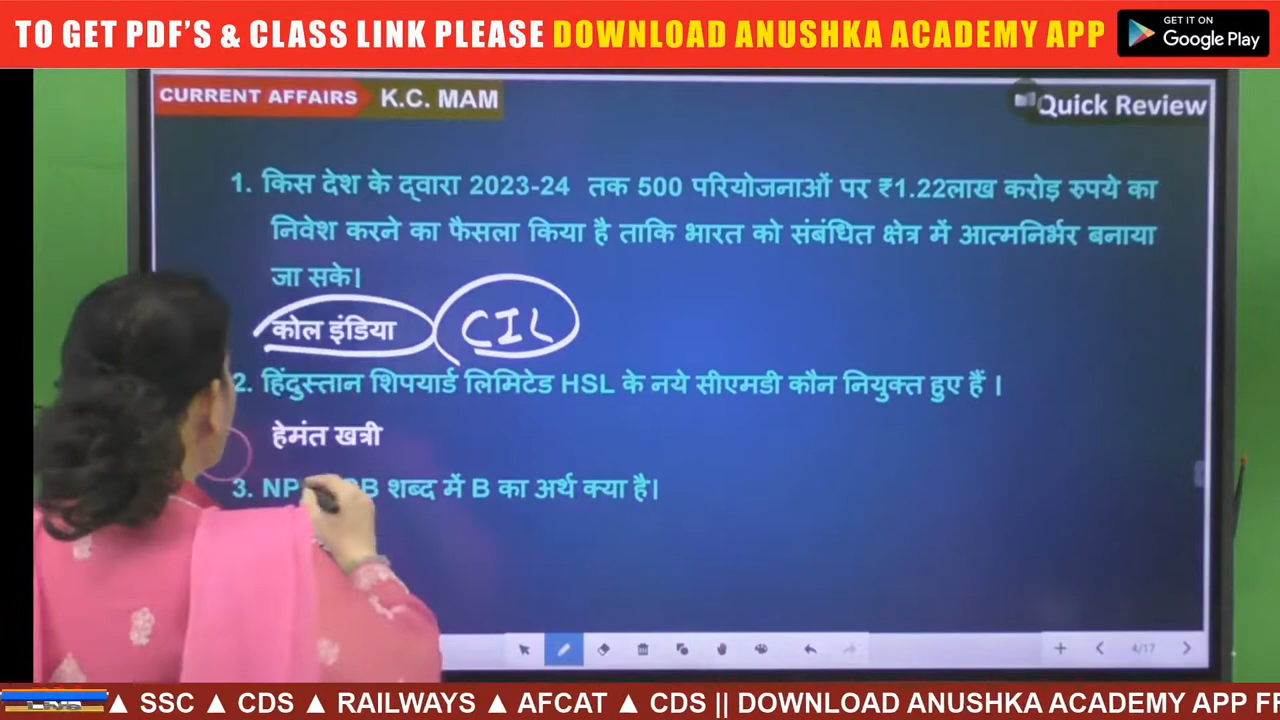 TO GET PDF'S & CLASS LINK PLEASE DOWNLOAD ANUSHKA ACADEMY APP
GET IT ON
Google Play
CURRENT AFFAIRS K.C. MAM
Quick Review
1. किस देश के द्वारा 2023-24 तक 500 परियोजनाओं पर ₹1.22लाख करोड़ रुपये का
निवेश करने का फैसला किया है ताकि भारत को संबंधित क्षेत्र में आत्मनिर्भर बनाया
जा सके।
कोल इंडिया CIL
2. हिंदुस्तान शिपयार्ड लिमिटेड HSL के नये सीएमडी कौन नियुक्त हुए हैं ।
हेमंत खत्री
3. शब्द में B का अर्थ क्या है।
4/17
▲ SSC ▲ CDS ▲ RAILWAYS ▲ AFCAT ▲ CDS || DOWNLOAD ANUSHKA ACADEMY APP